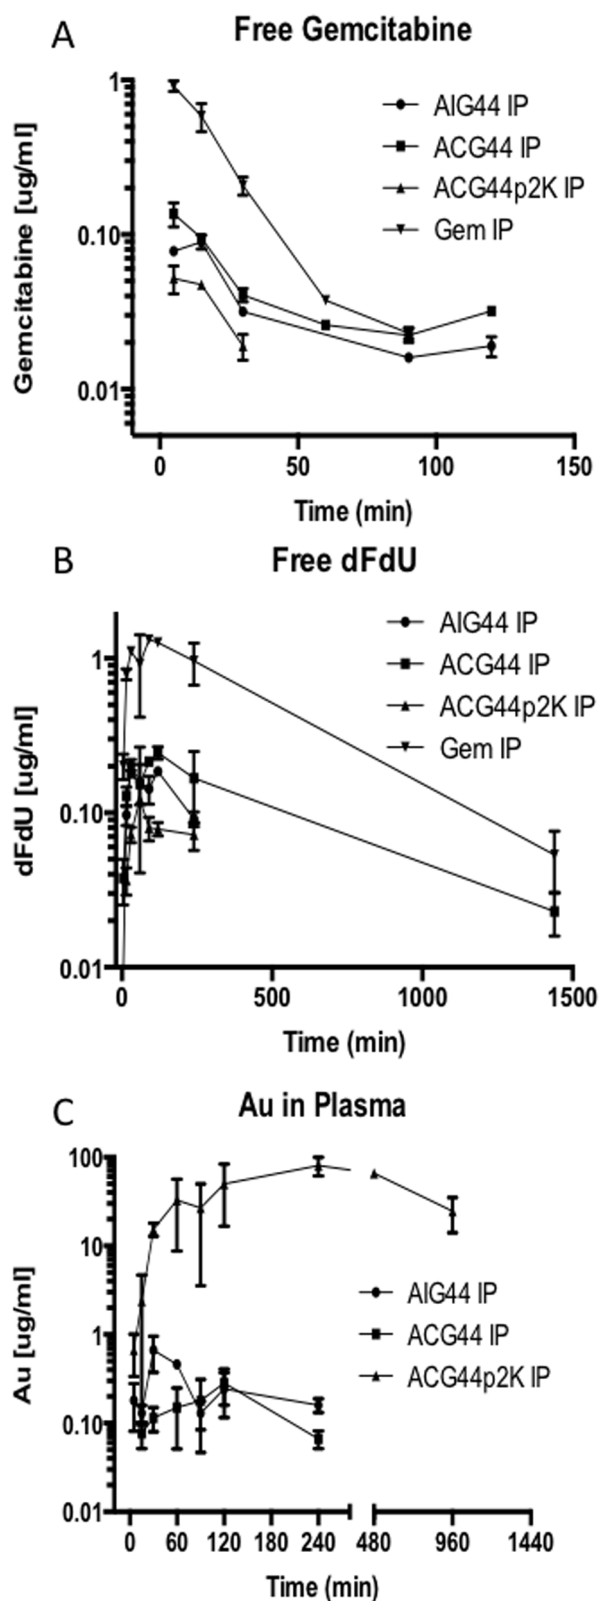 A
Free Gemcitabine
Gemcitabine [ug/ml]
1
0.10
0.01
AIG44 IP
ACG44 IP
ACG44p2K IP
Gem IP
0 50 100 150
Time (min)
B
Free dFdU
dFdU [ug/ml]
1
0.10
0.01
AIG44 IP
ACG44 IP
ACG44p2K IP
Gem IP
0 500 1000 1500
Time (min)
C
Au in Plasma
Au [ug/ml]
100
10
1
0.10
0.01
AIG44 IP
ACG44 IP
ACG44p2K IP
0 60 120 180 240 480 960 1440
Time (min)